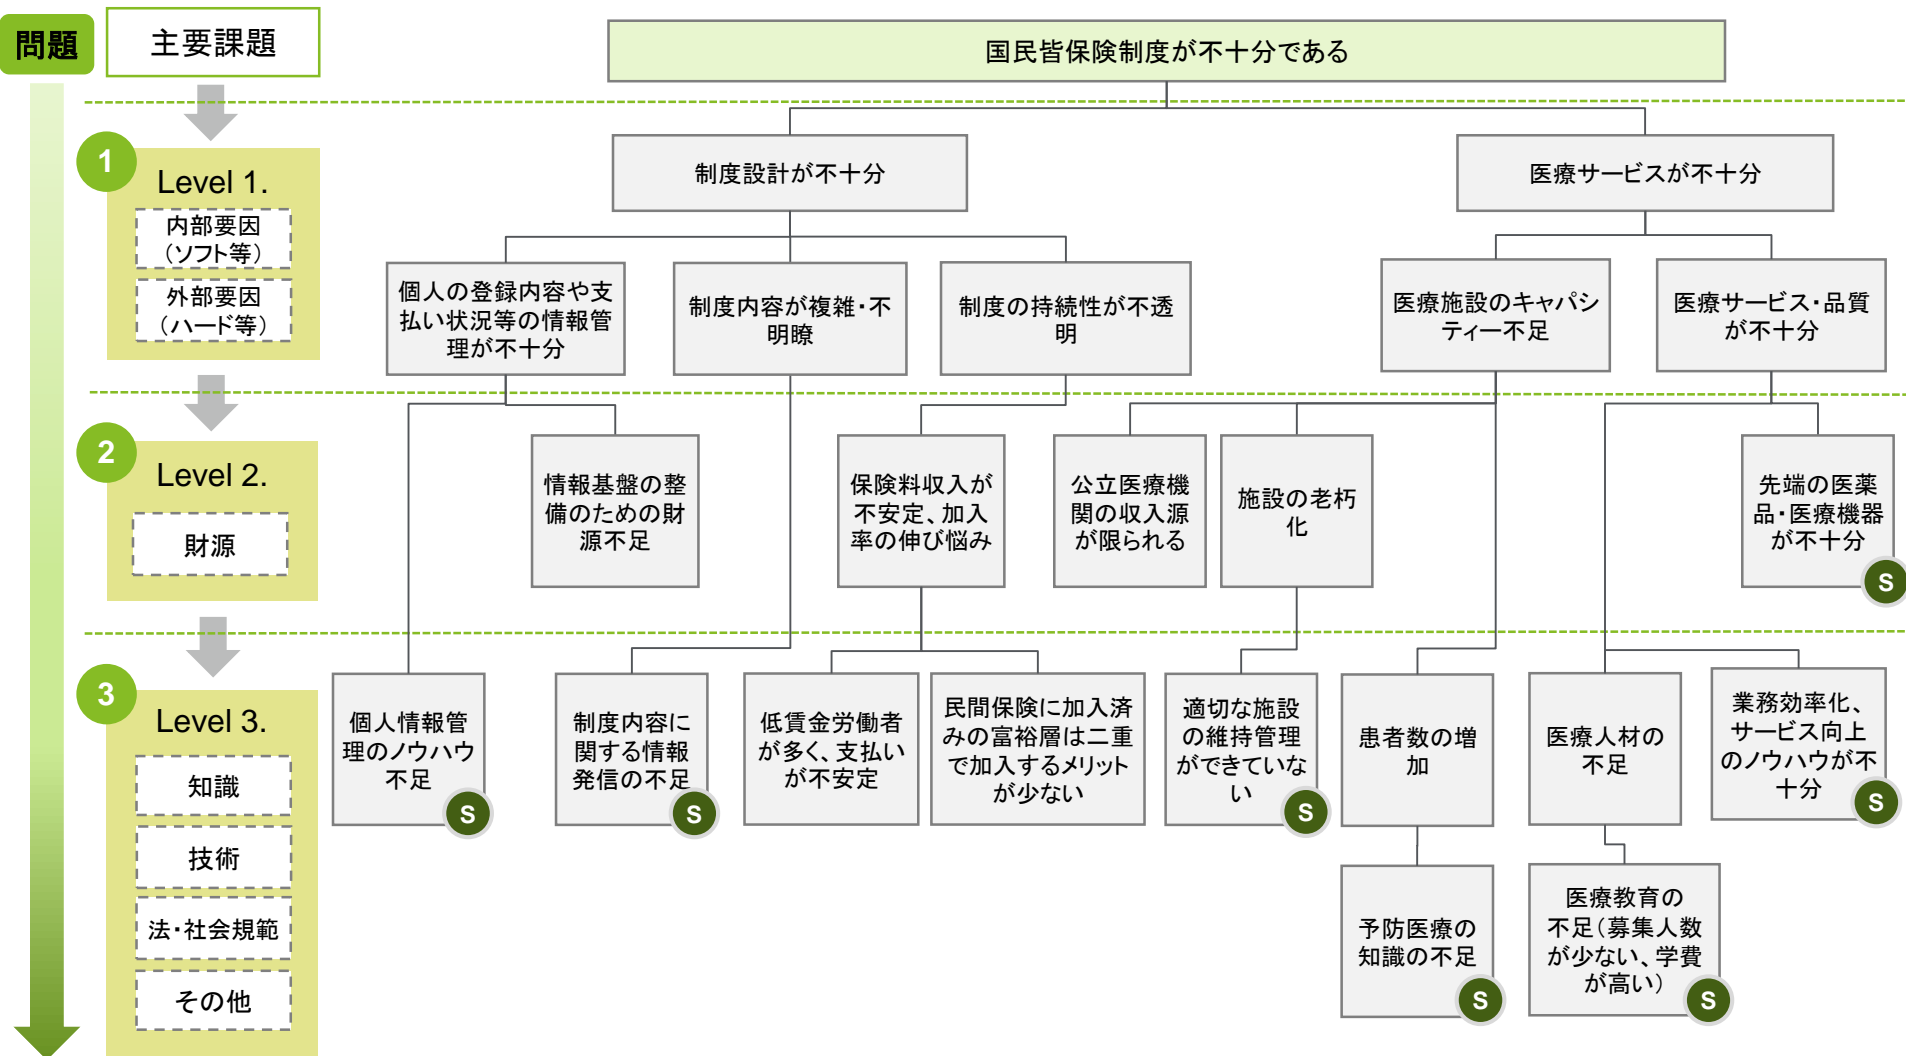 問題
主要課題
国民皆保険制度が不十分である
1
Level 1.
内部要因
（ソフト等）
外部要因
（ハード等）
制度設計が不十分
医療サービスが不十分
個人の登録内容や支
払い状況等の情報管
理が不十分
制度内容が複雑・不
明瞭
制度の持続性が不透
明
医療施設のキャパシ
ティー不足
医療サービス・品質
が不十分
2
Level 2.
財源
情報基盤の整
備のための財
源不足
保険料収入が
不安定、加入
率の伸び悩み
公立医療機
関の収入源
が限られる
施設の老朽
化
先端の医薬
品・医療機器
が不十分
S
3
Level 3.
知識
技術
法・社会規範
その他
個人情報管
理のノウハウ
不足
S
制度内容に
関する情報
発信の不足
S
低賃金労働者
が多く、支払い
が不安定
民間保険に加入済
みの富裕層は二重
で加入するメリット
が少ない
適切な施設
の維持管理
ができていな
い
S
患者数の増
加
医療人材の
不足
業務効率化、
サービス向上
のノウハウが不
十分
S
予防医療の
知識の不足
S
医療教育の
不足（募集人数
が少ない、学費
が高い）
S